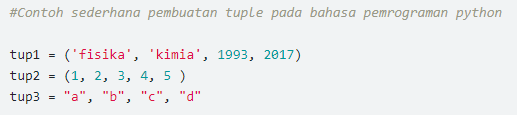 #Contoh sederhana pembuatan tuple pada bahasa pemrograman python
tup1 = ('fisika', 'kimia', 1993, 2017)
tup2 = (1, 2, 3, 4, 5 )
tup3 = "a", "b", "c", "d"